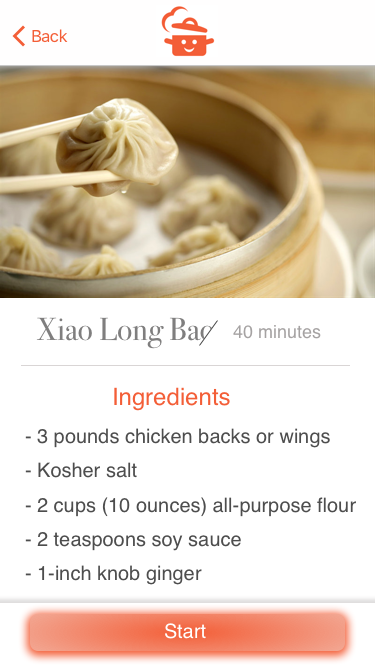 Back
Xiao Long Bao 40 minutes
Ingredients
- 3 pounds chicken backs or wings
- Kosher salt
- 2 cups (10 ounces) all-purpose flour
- 2 teaspoons soy sauce
- 1-inch knob ginger
Start